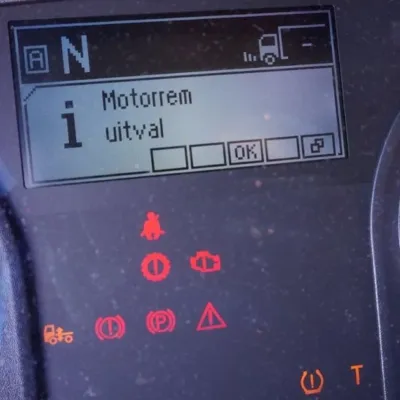 A N
i Motorrem
uitval
OK
P
T